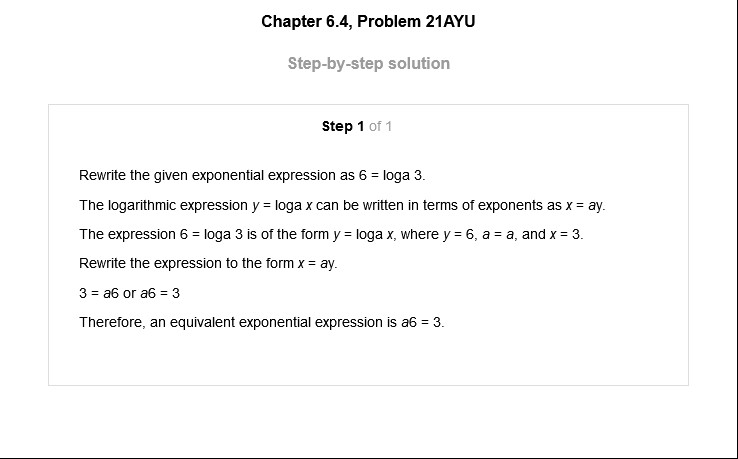 Chapter 6.4, Problem 21AYU
Step-by-step solution
Step 1 of 1
Rewrite the given exponential expression as 6 = loga 3.
The logarithmic expression y = loga x can be written in terms of exponents as x = ay.
The expression 6 = loga 3 is of the form y = loga x, where y = 6, a = a, and x = 3.
Rewrite the expression to the form x = ay.
3 = a6 or a6 = 3
Therefore, an equivalent exponential expression is a6 = 3.